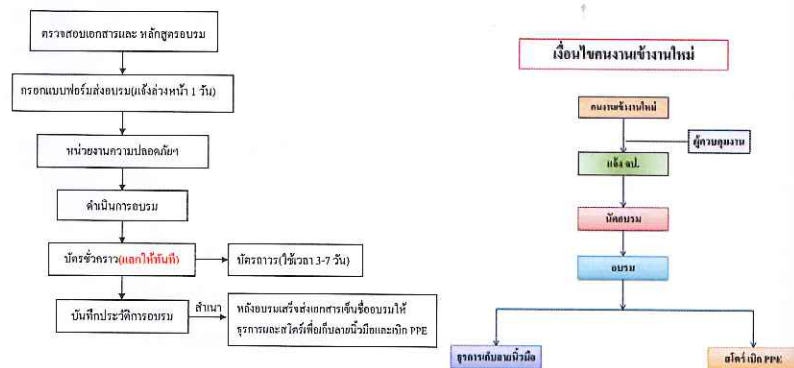 ตรวจสอบเอกสารและ หลักสูตรอบรม
กรอกแบบฟอร์มส่งอบรม(แจ้งล่วงหน้า 1 วัน)
หน่วยงานความปลอดภัยฯ
ดำเนินการอบรม
บัตรชั่วคราว(แลกให้ทันที)
บัตรถาวร(ใช้เวลา 3-7 วัน)
บันทึกประวัติการอบรม
สำเนา
หลังอบรมเสร็จส่งเอกสารเซ็นชื่ออบรมให้
ธุรการและสโตร์เพื่อเก็บลายนิ้วมือและเบิก PPE
เงื่อนไขคนงานเข้างานใหม่
คนงานเข้างานใหม่
ผู้ควบคุมงาน
แจ้ง จป.
นัดอบรม
อบรม
ธุรการเก็บลายนิ้วมือ
สโตร์ เบิก PPE